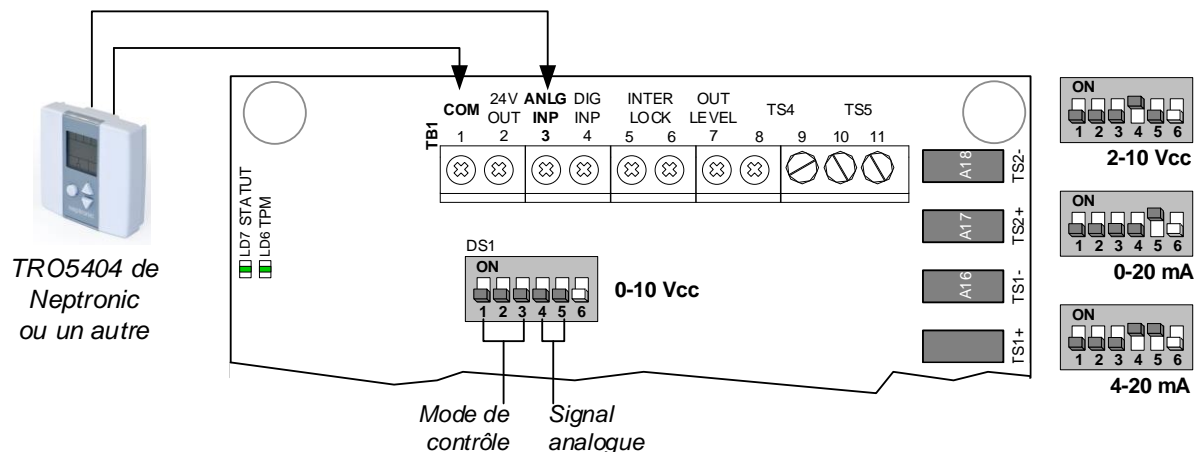 COM 24V ANLG DIG INTER OUT TS4 TS5
OUT INP INP LOCK LEVEL
TB1
1 2 3 4 5 6 7 8 9 10 11
LD7 STATUT
LD6 TPM
neptronic
TRO5404 de
Neptronic
ou un autre
DS1
ON
1 2 3 4 5 6
0-10 Vcc
Mode de
contrôle
Signal
analogue
A18
TS2-
A17
TS2+
A16
TS1-
TS1+
ON
1 2 3 4 5 6
2-10 Vcc
ON
1 2 3 4 5 6
0-20 mA
ON
1 2 3 4 5 6
4-20 mA